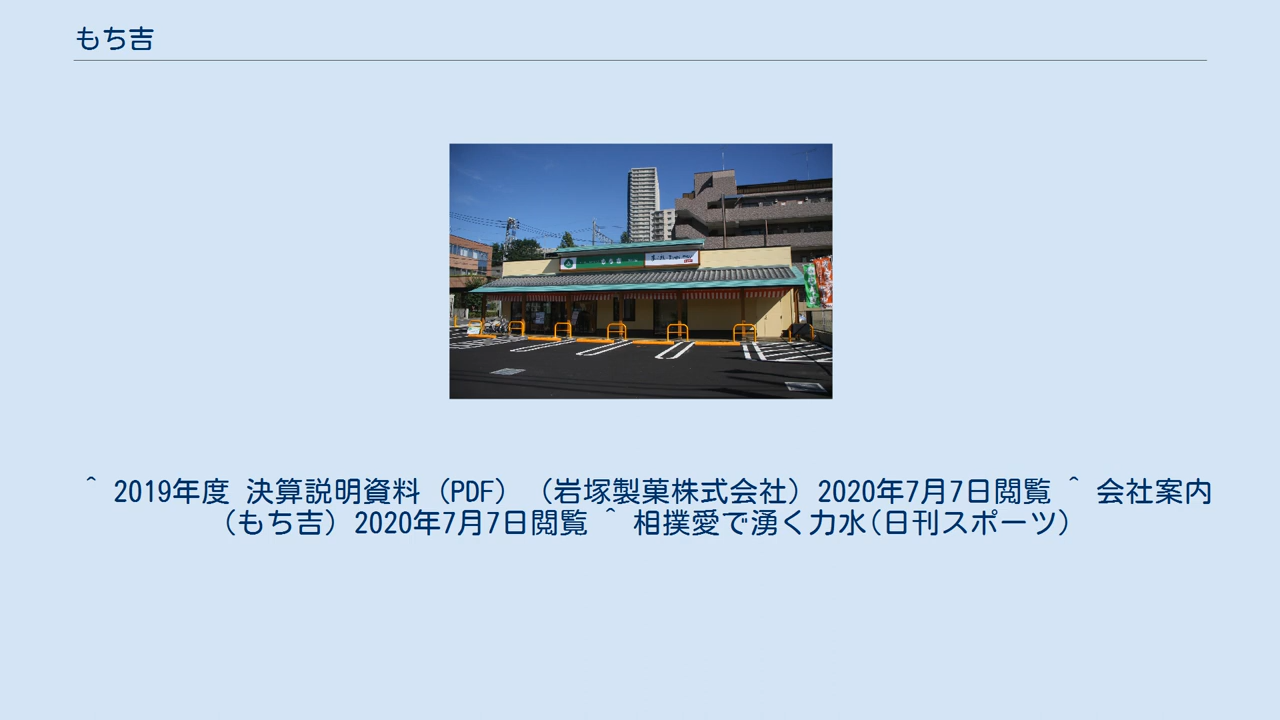 もち吉
^ 2019年度 決算説明資料（PDF）（岩塚製菓株式会社）2020年7月7日閲覧 ^ 会社案内
（もち吉）2020年7月7日閲覧 ^ 相撲愛で湧く力水(日刊スポーツ)